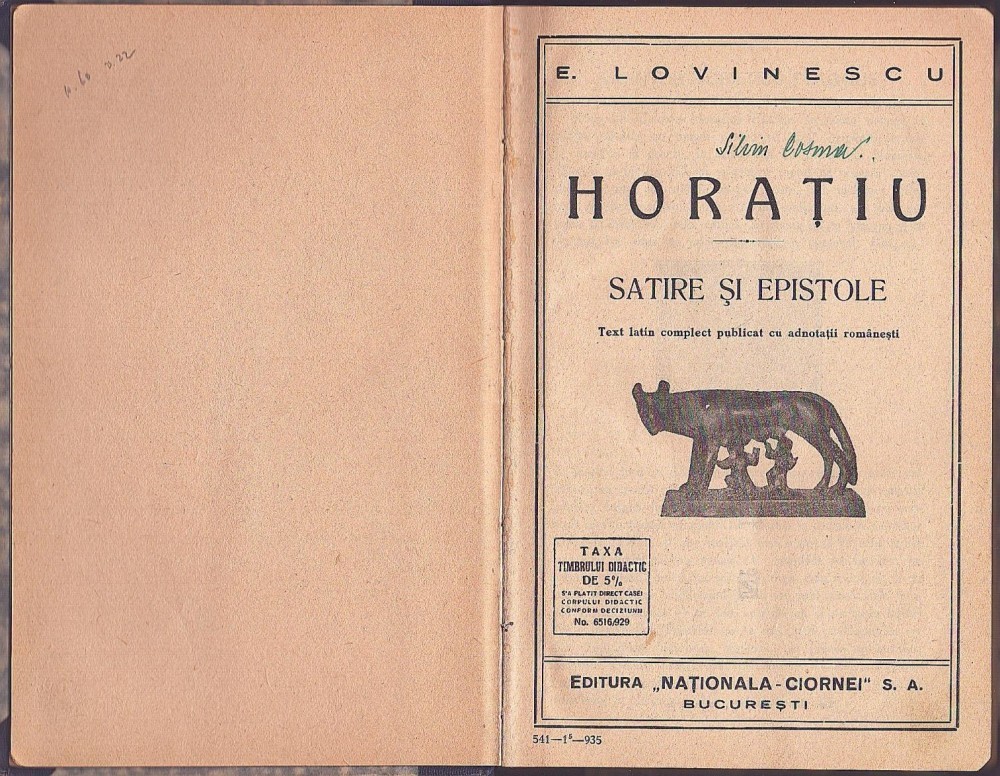 E. LOVINESCU
Silvin Cosma.
HORAȚIU
SATIRE ȘI EPISTOLE
Text latin complect publicat cu adnotații românești
TAXA
TIMBRULUI DIDACTIC
DE 5%
S'A PLATIT DIRECT CASEI
CORPULUI DIDACTIC
CONFORM DECIZIUNII
No. 6516/929
EDITURA „NAȚIONALA-CIORNEI" S. A.
BUCUREȘTI
541—1⁵—935